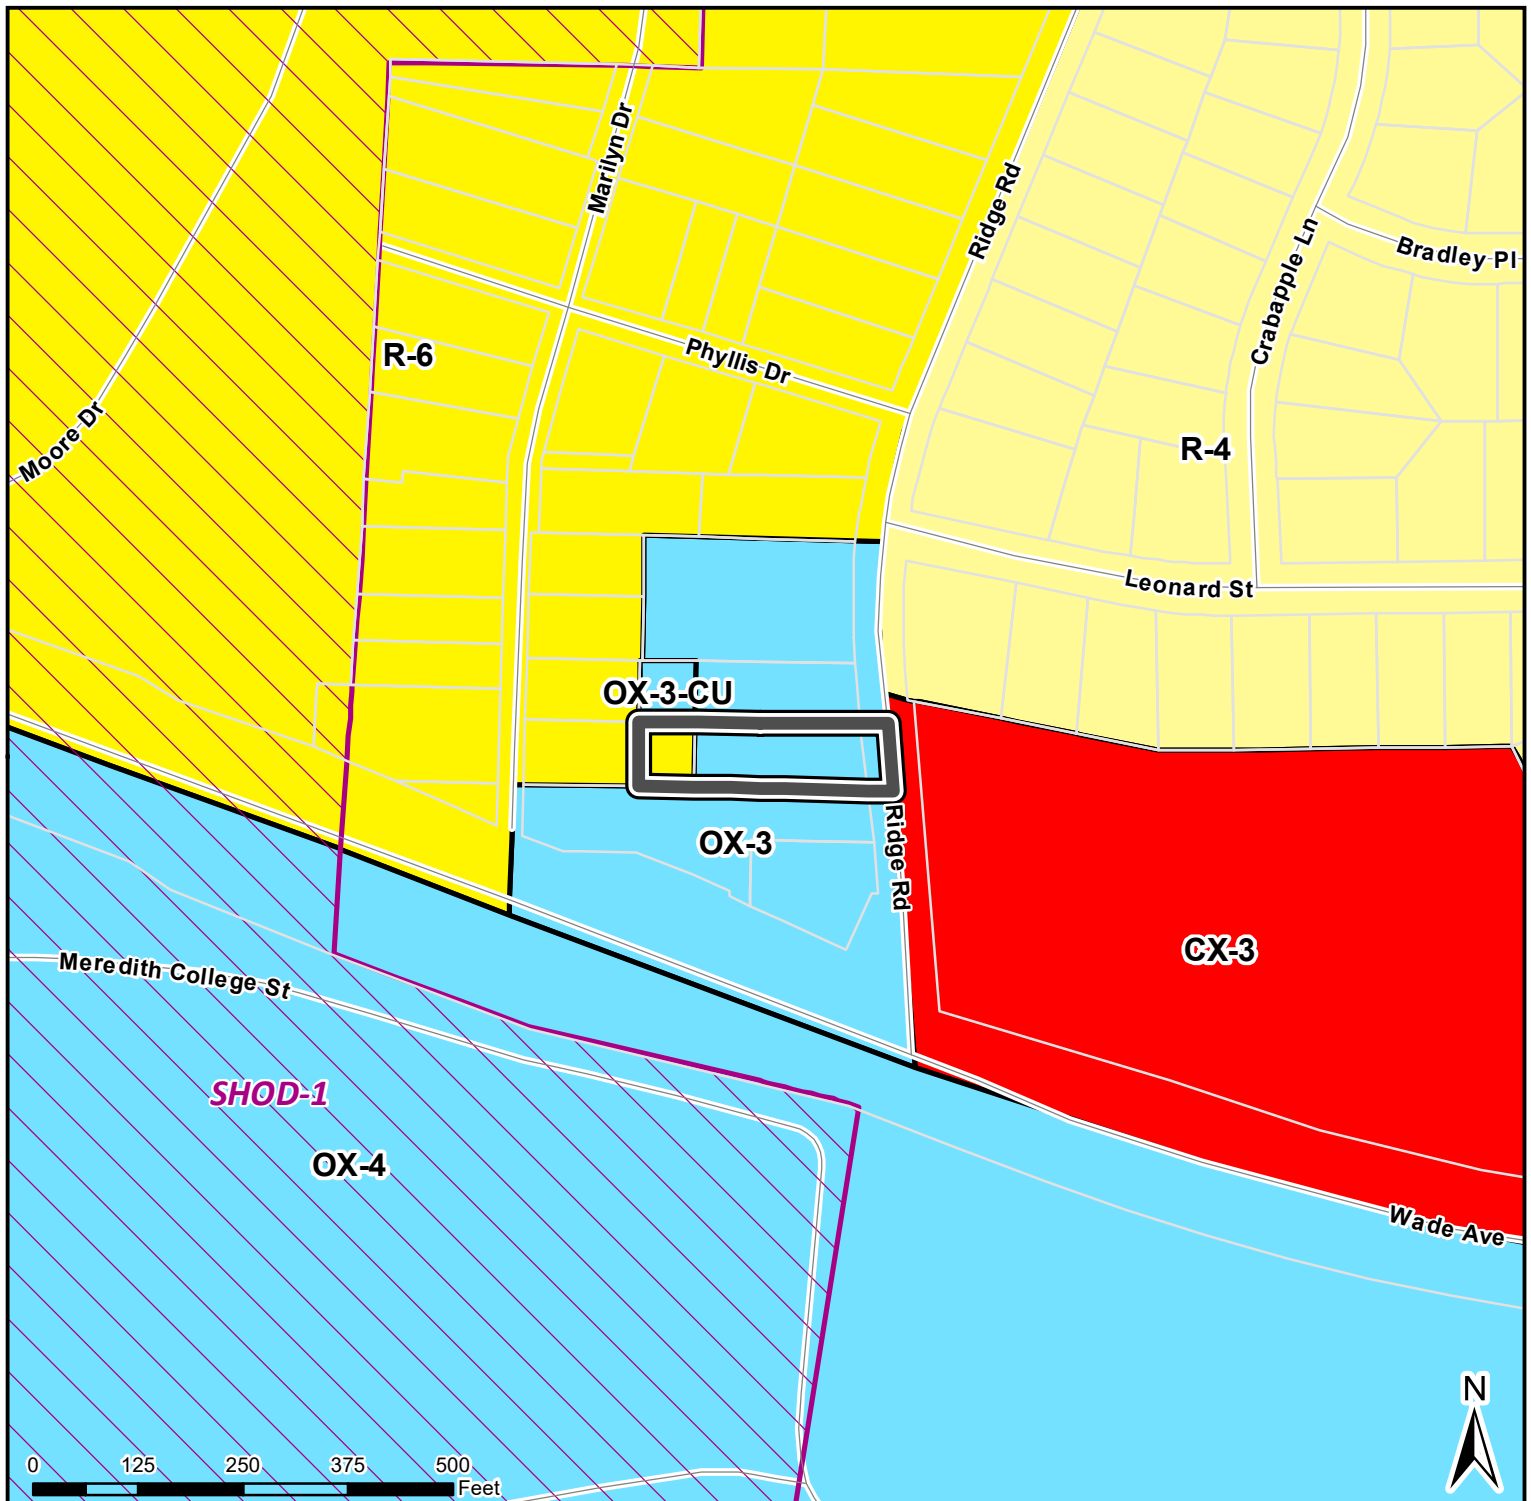 Marilyn Dr
Ridge Rd
Crabapple Ln
Bradley Pl
R-6
Phyllis Dr
Moore Dr
R-4
Leonard St
OX-3-CU
OX-3
Ridge Rd
CX-3
Meredith College St
SHOD-1
OX-4
Wade Ave
N
0 125 250 375 500
Feet